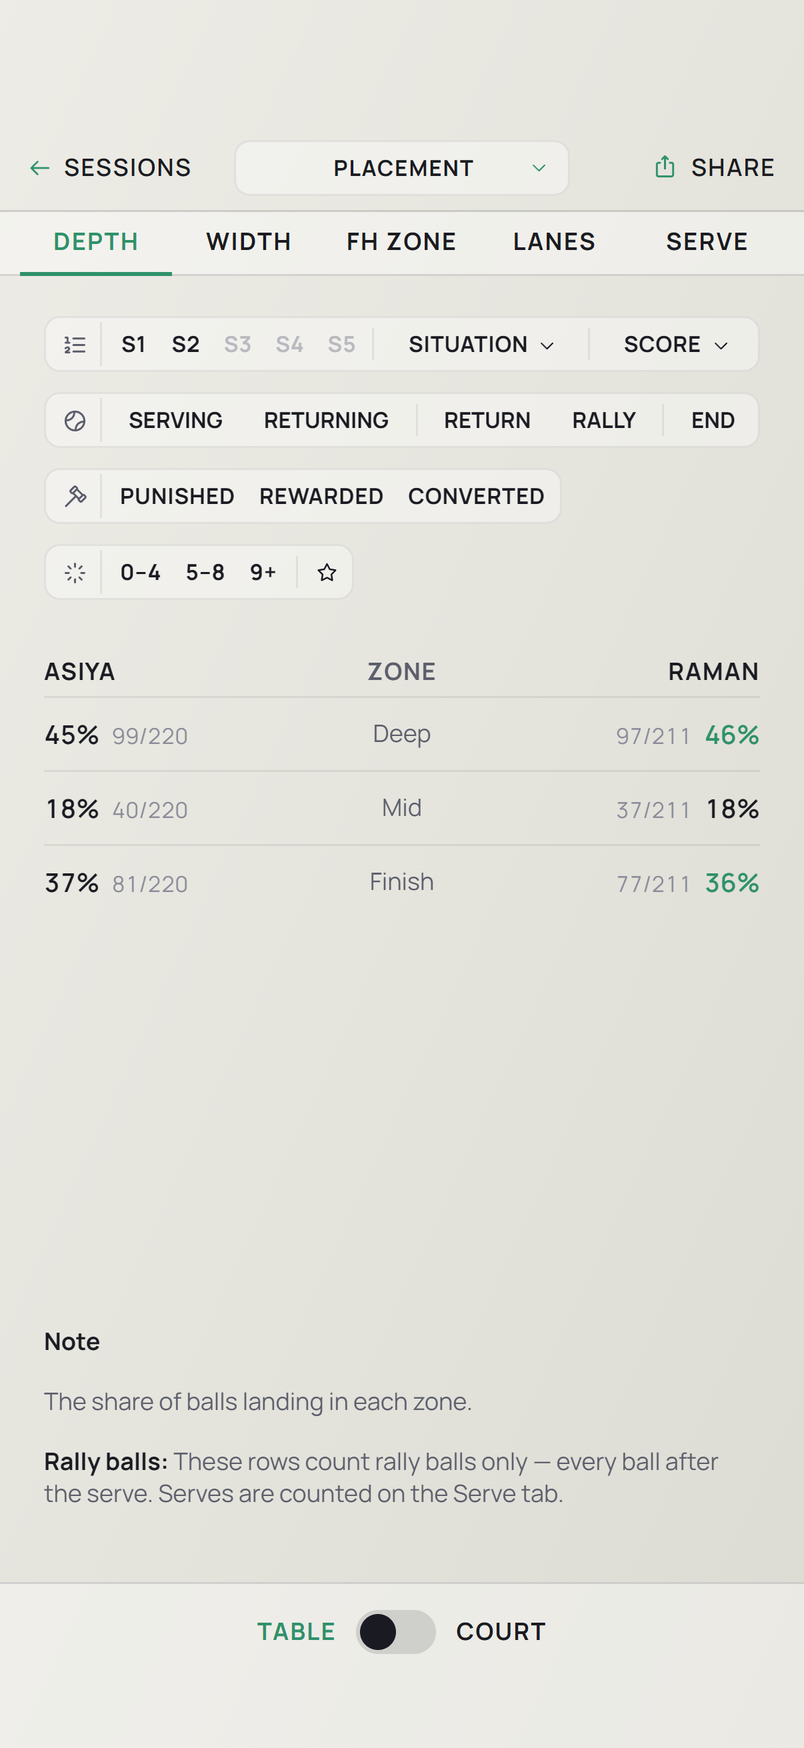 SESSIONS PLACEMENT SHARE
DEPTH WIDTH FH ZONE LANES SERVE
S1 S2 S3 S4 S5 SITUATION SCORE
SERVING RETURNING RETURN RALLY END
PUNISHED REWARDED CONVERTED
0–4 5–8 9+
ASIYA ZONE RAMAN
45% 99/220 Deep 97/211 46%
18% 40/220 Mid 37/211 18%
37% 81/220 Finish 77/211 36%
Note
The share of balls landing in each zone.
Rally balls: These rows count rally balls only — every ball after
the serve. Serves are counted on the Serve tab.
TABLE COURT